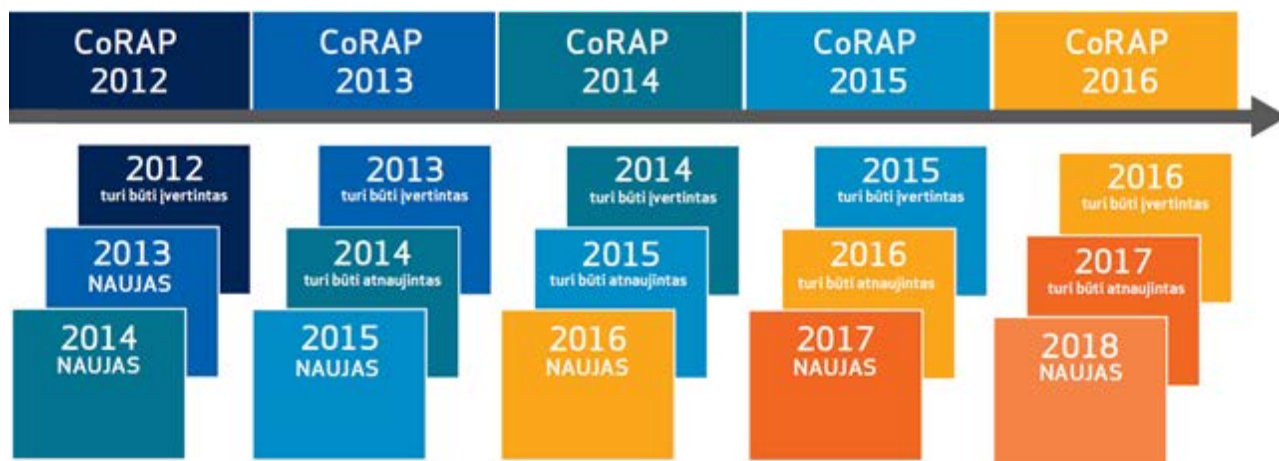 CoRAP
2012
CoRAP
2013
CoRAP
2014
CoRAP
2015
CoRAP
2016
2012
turi būti įvertintas
2013
NAUJAS
2014
NAUJAS
2013
turi būti įvertintas
2014
turi būti atnaujintas
2015
NAUJAS
2014
turi būti įvertintas
2015
turi būti atnaujintas
2016
NAUJAS
2015
turi būti įvertintas
2016
turi būti atnaujintas
2017
NAUJAS
2016
turi būti įvertintas
2017
turi būti atnaujintas
2018
NAUJAS